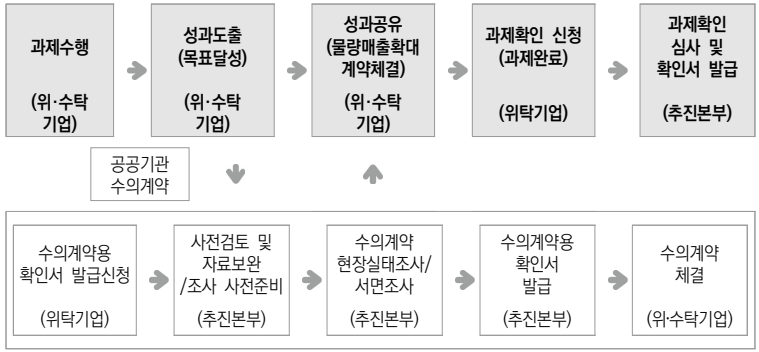 과제수행
(위·수탁
기업)
성과도출
(목표달성)
(위·수탁
기업)
성과공유
(물량매출확대
계약체결)
(위·수탁
기업)
과제확인 신청
(과제완료)
(위탁기업)
과제확인
심사 및
확인서 발급
(추진본부)
공공기관
수의계약
수의계약용
확인서 발급신청
(위탁기업)
사전검토 및
자료보완
/조사 사전준비
(추진본부)
수의계약
현장실태조사/
서면조사
(추진본부)
수의계약용
확인서
발급
(추진본부)
수의계약
체결
(위·수탁기업)